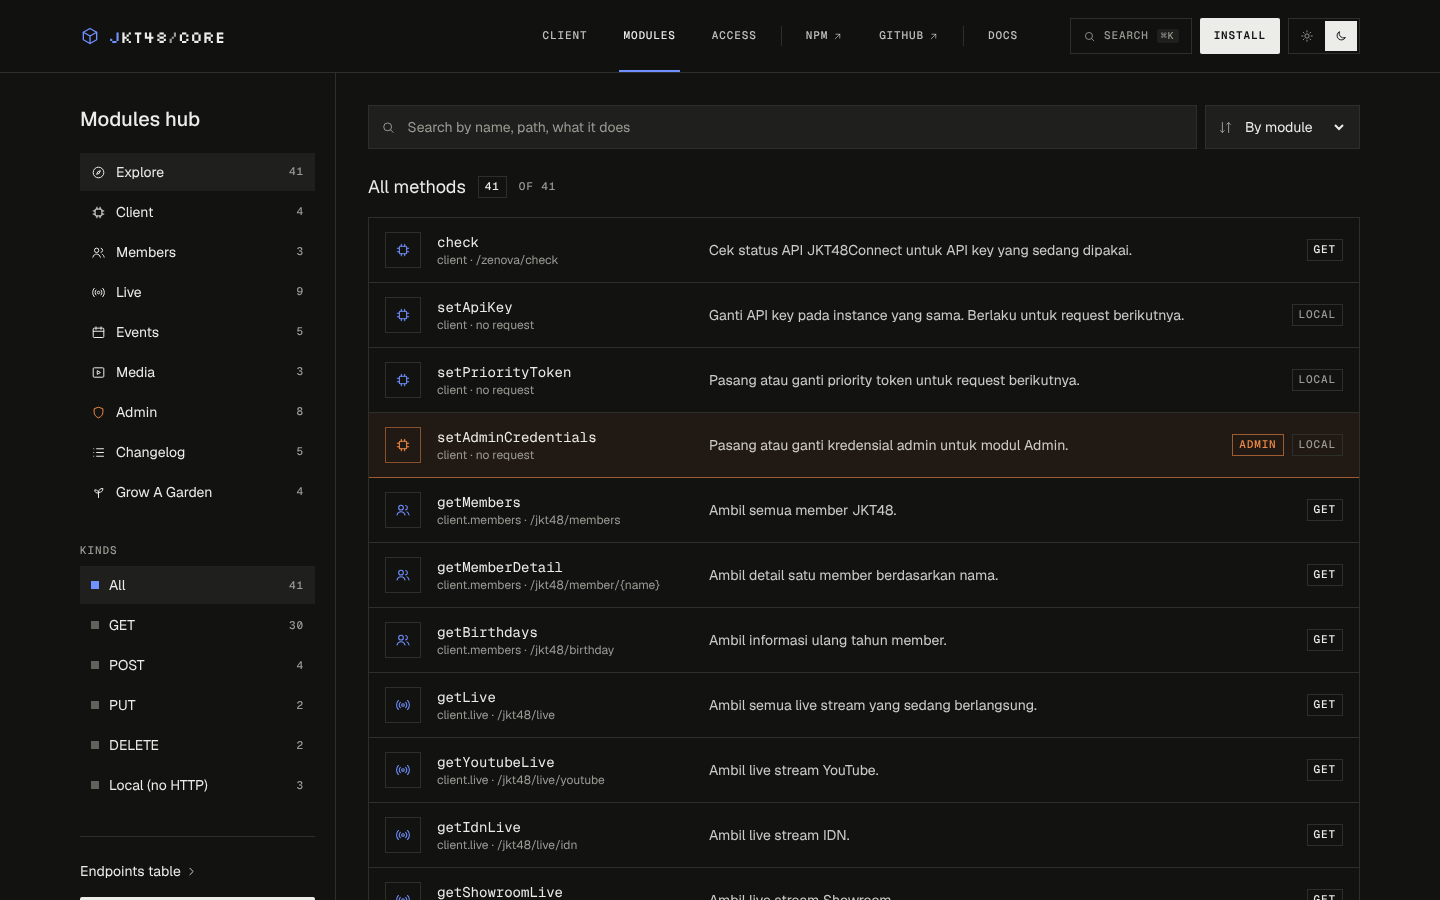 JKT48/CORE
CLIENT
MODULES
ACCESS
NPM ↗
GITHUB ↗
DOCS
SEARCH ⌘K
INSTALL
Modules hub
Explore 41
Client 4
Members 3
Live 9
Events 5
Media 3
Admin 8
Changelog 5
Grow A Garden 4
KINDS
All 41
GET 30
POST 4
PUT 2
DELETE 2
Local (no HTTP) 3
Endpoints table
Search by name, path, what it does
By module
All methods 41 OF 41
check
client · /zenova/check
Cek status API JKT48Connect untuk API key yang sedang dipakai.
GET
setApiKey
client · no request
Ganti API key pada instance yang sama. Berlaku untuk request berikutnya.
LOCAL
setPriorityToken
client · no request
Pasang atau ganti priority token untuk request berikutnya.
LOCAL
setAdminCredentials
client · no request
Pasang atau ganti kredensial admin untuk modul Admin.
ADMIN LOCAL
getMembers
client.members · /jkt48/members
Ambil semua member JKT48.
GET
getMemberDetail
client.members · /jkt48/member/{name}
Ambil detail satu member berdasarkan nama.
GET
getBirthdays
client.members · /jkt48/birthday
Ambil informasi ulang tahun member.
GET
getLive
client.live · /jkt48/live
Ambil semua live stream yang sedang berlangsung.
GET
getYoutubeLive
client.live · /jkt48/live/youtube
Ambil live stream YouTube.
GET
getIdnLive
client.live · /jkt48/live/idn
Ambil live stream IDN.
GET
getShowroomLive
Ambil live stream Showroom.
GET